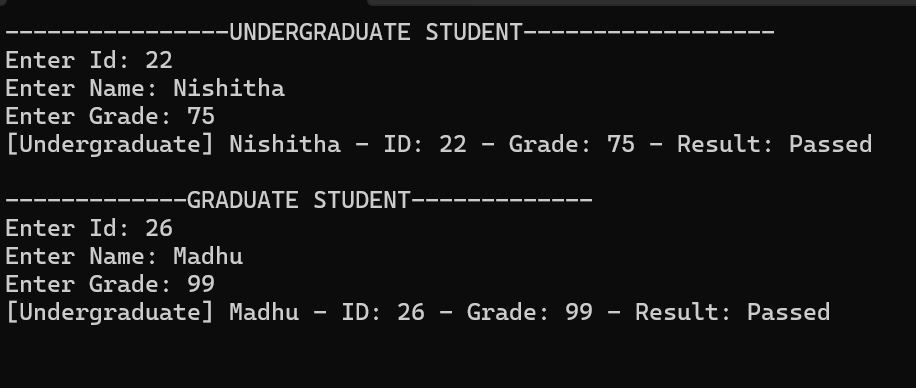 ----------------UNDERGRADUATE STUDENT------------------
Enter Id: 22
Enter Name: Nishitha
Enter Grade: 75
[Undergraduate] Nishitha - ID: 22 - Grade: 75 - Result: Passed
-------------GRADUATE STUDENT-------------
Enter Id: 26
Enter Name: Madhu
Enter Grade: 99
[Undergraduate] Madhu - ID: 26 - Grade: 99 - Result: Passed